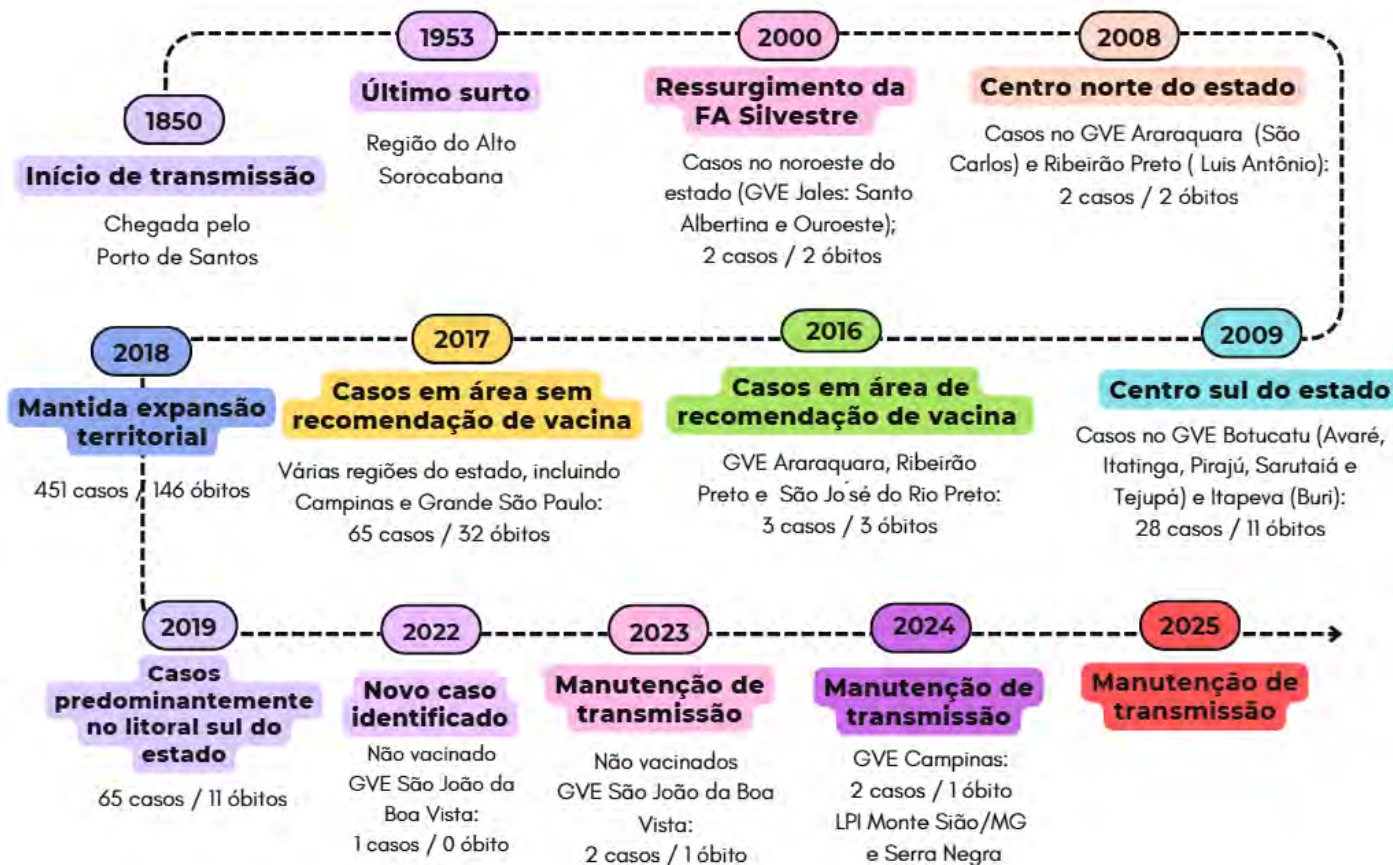 1850
Início de transmissão
Chegada pelo
Porto de Santos
1953
Último surto
Região do Alto
Sorocabana
2000
Ressurgimento da
FA Silvestre
Casos no noroeste do
estado (GVE Jales: Santo
Albertina e Ouroeste);
2 casos / 2 óbitos
2008
Centro norte do estado
Casos no GVE Araraquara (São
Carlos) e Ribeirão Preto ( Luis Antônio):
2 casos / 2 óbitos
2009
Centro sul do estado
Casos no GVE Botucatu (Avaré,
Itatinga, Pirajú, Sarutaiá e
Tejupá) e Itapeva (Buri):
28 casos / 11 óbitos
2016
Casos em área de
recomendação de vacina
GVE Araraquara, Ribeirão
Preto e São José do Rio Preto:
3 casos / 3 óbitos
2017
Casos em área sem
recomendação de vacina
Várias regiões do estado, incluindo
Campinas e Grande São Paulo:
65 casos / 32 óbitos
2018
Mantida expansão
territorial
451 casos / 146 óbitos
2019
Casos
predominantemente
no litoral sul do
estado
65 casos / 11 óbitos
2022
Novo caso
identificado
Não vacinado
GVE São João da
Boa Vista:
1 casos / 0 óbito
2023
Manutenção de
transmissão
Não vacinados
GVE São João da Boa
Vista:
2 casos / 1 óbito
2024
Manutenção de
transmissão
GVE Campinas:
2 casos / 1 óbito
LPI Monte Sião/MG
e Serra Negra
2025
Manutenção de
transmissão